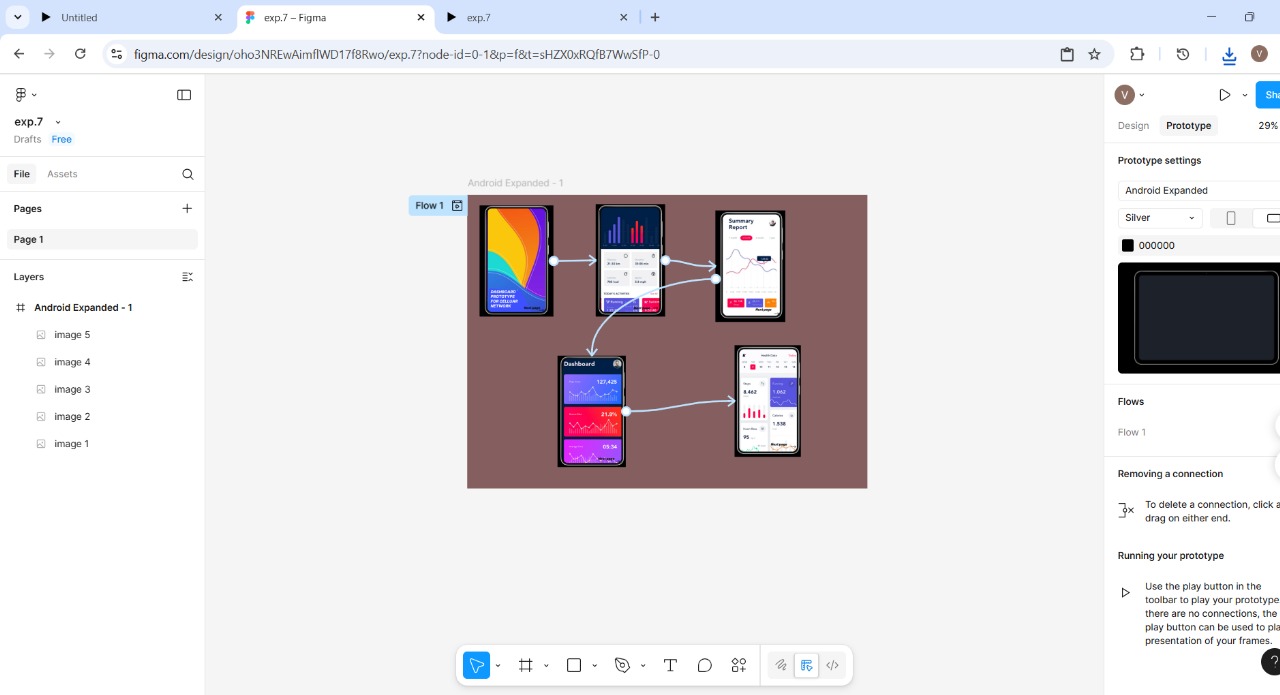 Untitled
exp.7 – Figma
exp.7
figma.com/design/oho3NREwAimflWD17f8Rwo/exp.7?node-id=0-1&p=f&t=sHZX0xRQfB7WwSfP-0
V
exp.7
Drafts Free
File Assets
Pages
Page 1
Layers
Android Expanded - 1
image 5
image 4
image 3
image 2
image 1
Android Expanded - 1
Flow 1
DASHBOARD
PROTOTYPE
FOR CELLULAR
NETWORK
Summary
Report
Dashboard
127,425
21.9%
05:34
8,462
1,062
1,538
95
V
Sha
Design Prototype 29%
Prototype settings
Android Expanded
Silver
000000
Flows
Flow 1
Removing a connection
To delete a connection, click a
drag on either end.
Running your prototype
Use the play button in the
toolbar to play your prototype
there are no connections, the
play button can be used to pla
presentation of your frames.
?